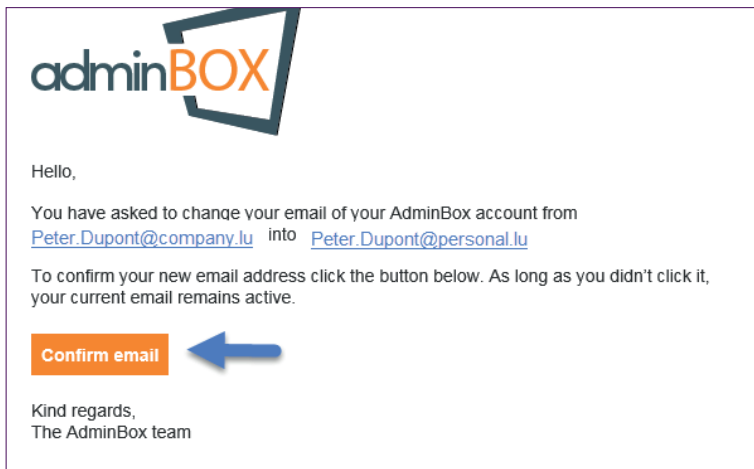 adminBOX
Hello,
You have asked to change your email of your AdminBox account from
Peter.Dupont@company.lu into Peter.Dupont@personal.lu
To confirm your new email address click the button below. As long as you didn't click it,
your current email remains active.
Confirm email
Kind regards,
The AdminBox team